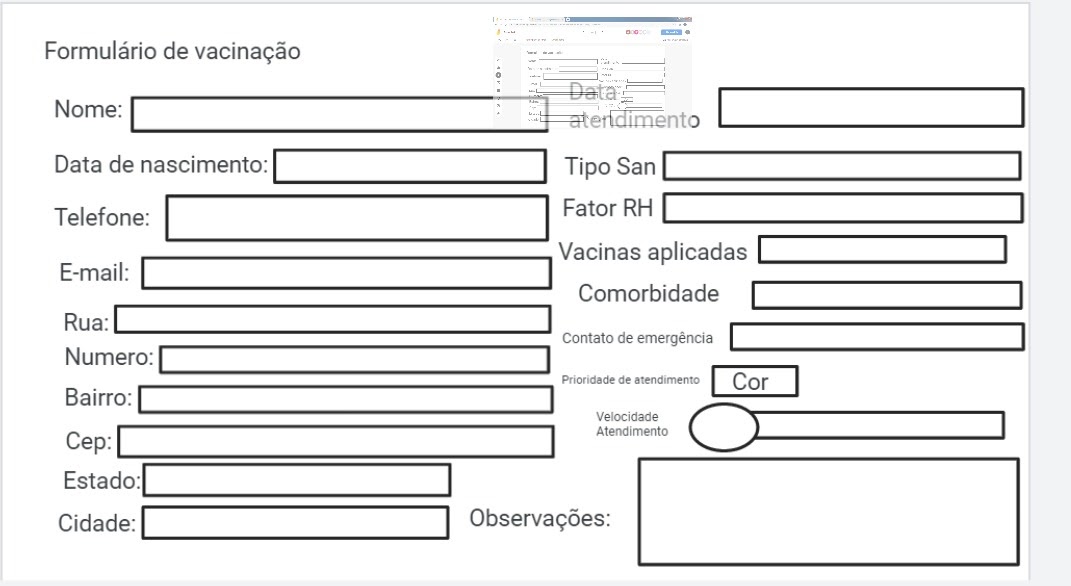 Formulário de vacinação
Nome:
Data de nascimento:
Telefone:
E-mail:
Rua:
Numero:
Bairro:
Cep:
Estado:
Cidade:
Data
atendimento
Tipo San
Fator RH
Vacinas aplicadas
Comorbidade
Contato de emergência
Prioridade de atendimento
Cor
Velocidade
Atendimento
Observações: